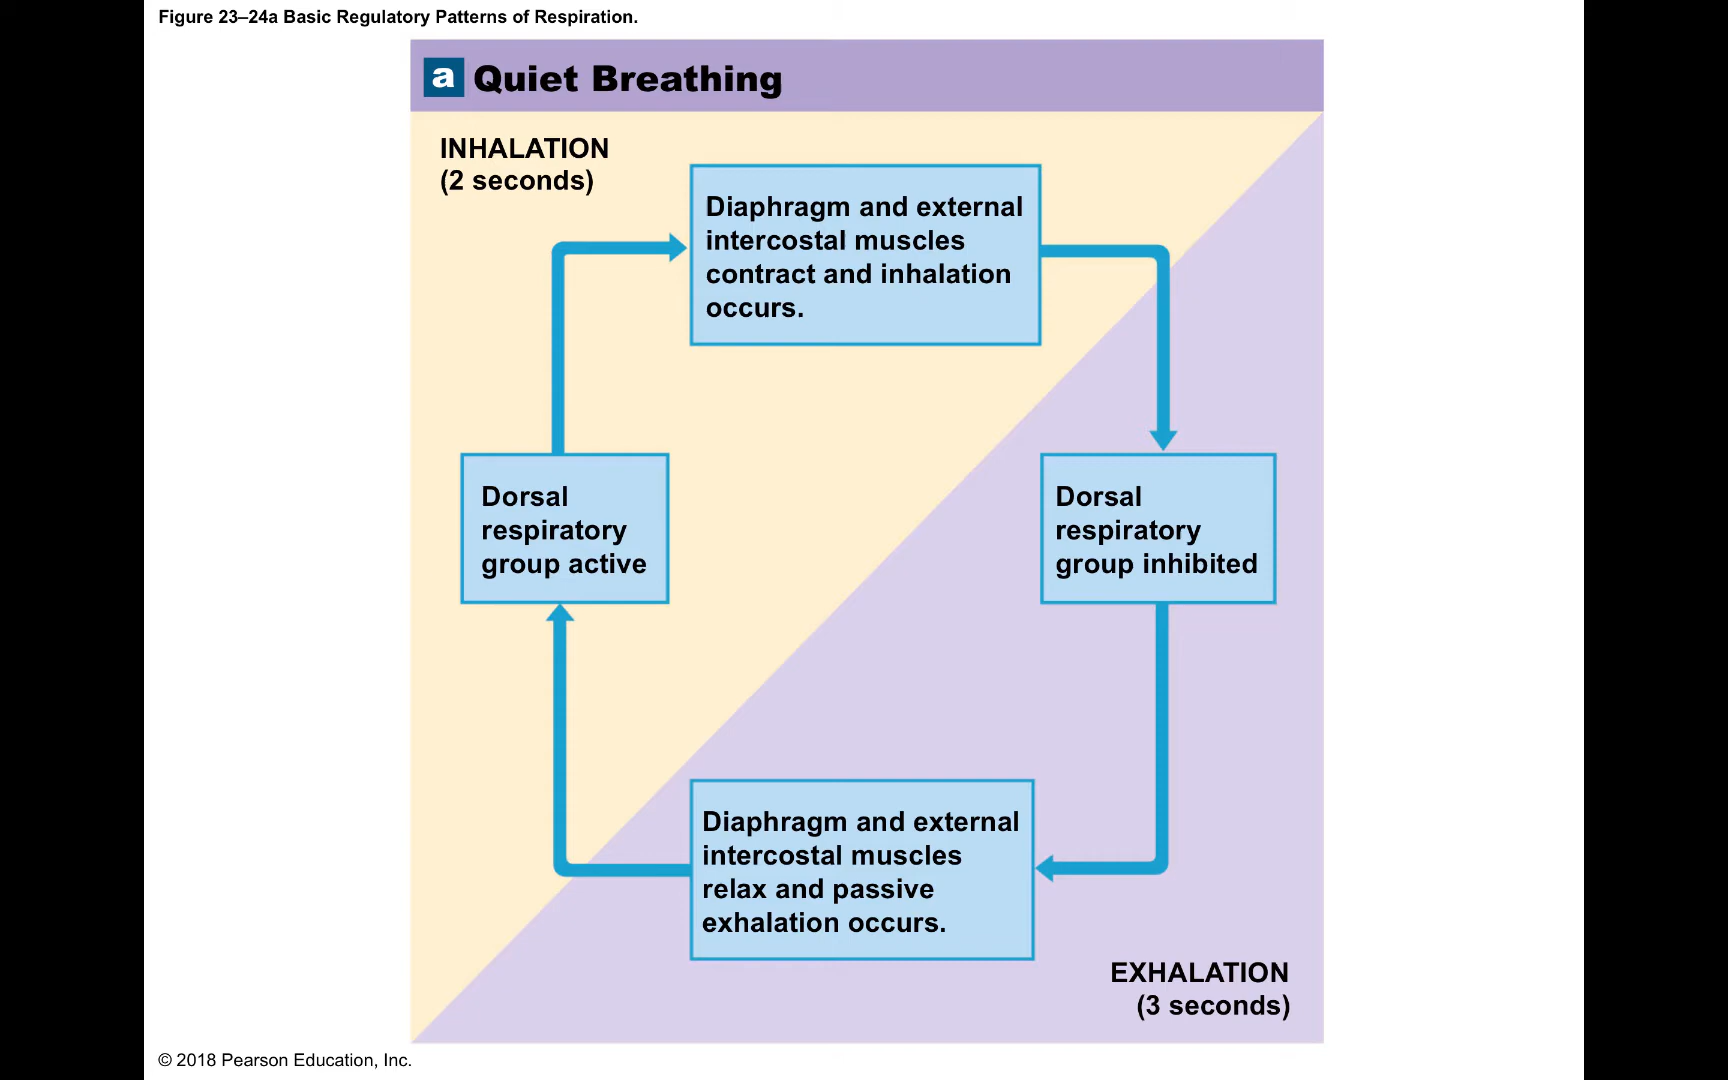 Figure 23–24a Basic Regulatory Patterns of Respiration.
a Quiet Breathing
INHALATION
(2 seconds)
Diaphragm and external
intercostal muscles
contract and inhalation
occurs.
Dorsal
respiratory
group active
Dorsal
respiratory
group inhibited
Diaphragm and external
intercostal muscles
relax and passive
exhalation occurs.
EXHALATION
(3 seconds)
© 2018 Pearson Education, Inc.